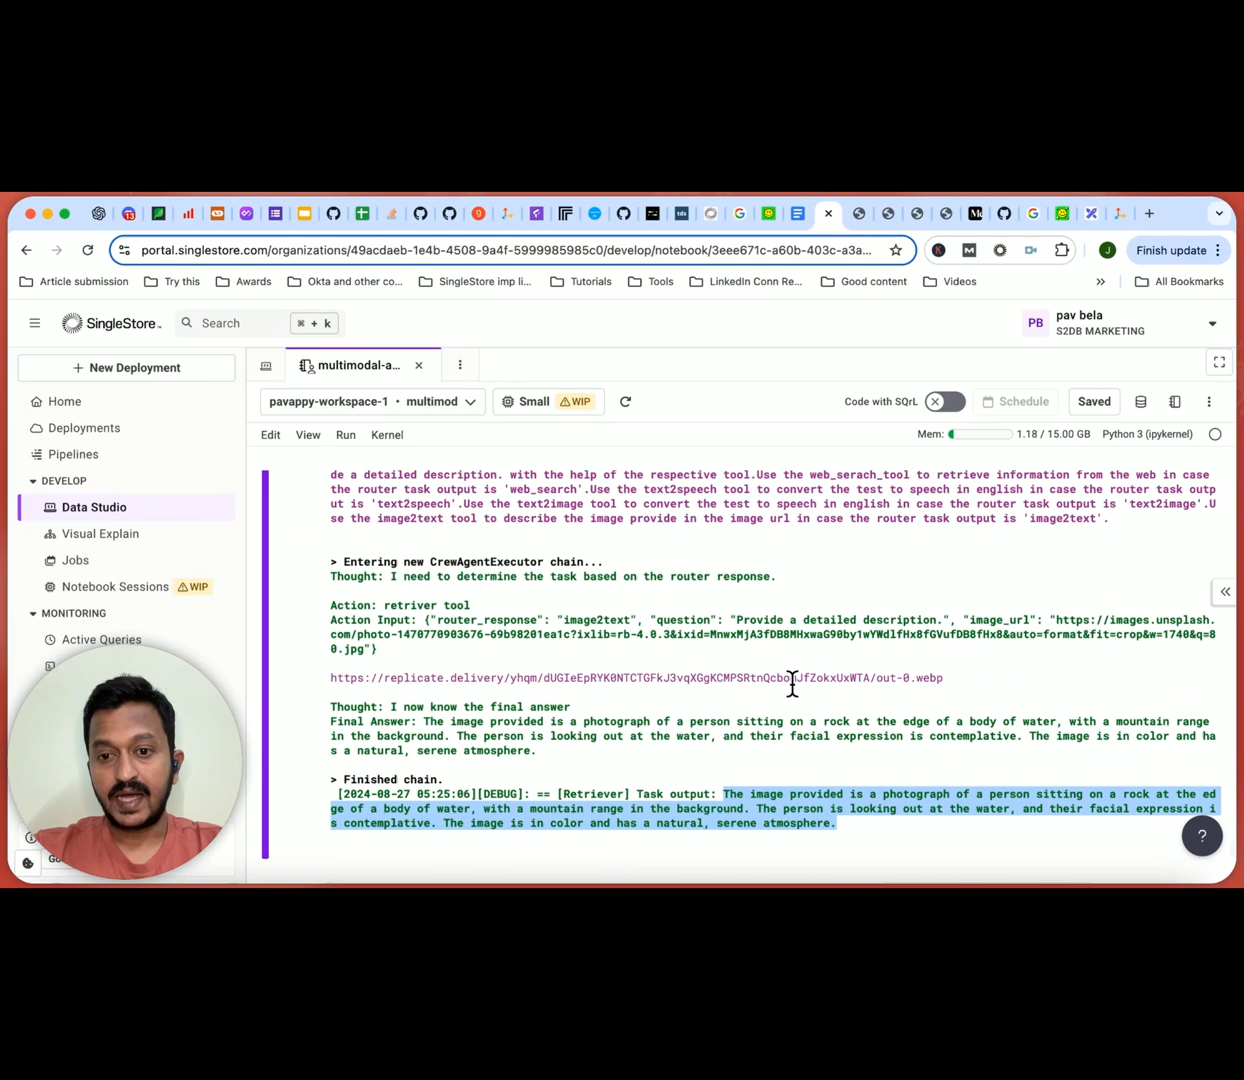 13
portal.singlestore.com/organizations/49acdaeb-1e4b-4508-9a4f-5999985985c0/develop/notebook/3eee671c-a60b-403c-a3a...
Finish update
Article submission
Try this
Awards
Okta and other co...
SingleStore imp li...
Tutorials
Tools
LinkedIn Conn Re...
Good content
Videos
All Bookmarks
SingleStore
Search
⌘ + k
PB
pav bela
S2DB MARKETING
New Deployment
multimodal-a...
Home
pavappy-workspace-1 • multimod
Small
WIP
Code with SQrL
Schedule
Saved
Deployments
Edit
View
Run
Kernel
Mem:
1.18 / 15.00 GB
Python 3 (ipykernel)
Pipelines
DEVELOP
Data Studio
Visual Explain
Jobs
Notebook Sessions
WIP
MONITORING
Active Queries
de a detailed description. with the help of the respective tool.Use the web_serach_tool to retrieve information from the web in case
the router task output is 'web_search'.Use the text2speech tool to convert the test to speech in english in case the router task outp
ut is 'text2speech'.Use the text2image tool to convert the test to speech in english in case the router task output is 'text2image'.U
se the image2text tool to describe the image provide in the image url in case the router task output is 'image2text'.
> Entering new CrewAgentExecutor chain...
Thought: I need to determine the task based on the router response.
Action: retriver tool
Action Input: {"router_response": "image2text", "question": "Provide a detailed description.", "image_url": "https://images.unsplash.
com/photo-1470770903676-69b98201ea1c?ixlib=rb-4.0.3&ixid=MnwxMjA3fDB8MHxwaG90by1wYWdlfHx8fGVufDB8fHx8&auto=format&fit=crop&w=1740&q=8
0.jpg"}
Thought: I now know the final answer
Final Answer: The image provided is a photograph of a person sitting on a rock at the edge of a body of water, with a mountain range
in the background. The person is looking out at the water, and their facial expression is contemplative. The image is in color and ha
s a natural, serene atmosphere.
> Finished chain.
[2024-08-27 05:25:06][DEBUG]: == [Retriever] Task output: The image provided is a photograph of a person sitting on a rock at the ed
ge of a body of water, with a mountain range in the background. The person is looking out at the water, and their facial expression i
s contemplative. The image is in color and has a natural, serene atmosphere.